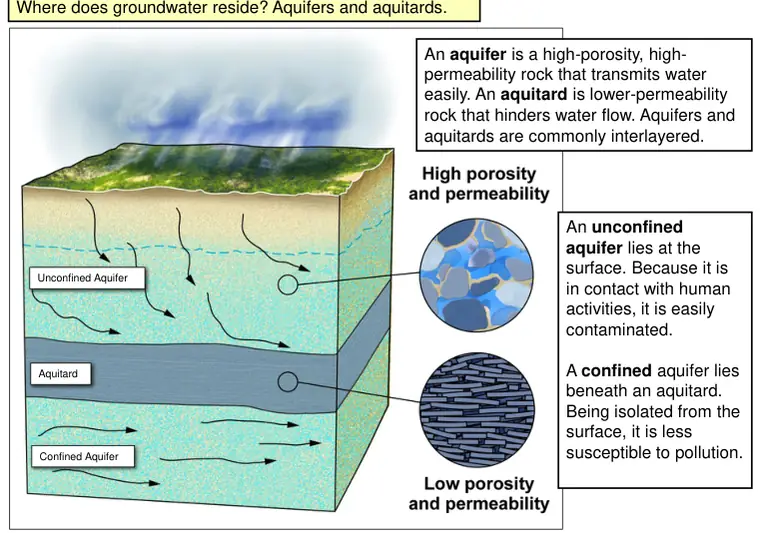 Where does groundwater reside? Aquifers and aquitards.
An aquifer is a high-porosity, high-
permeability rock that transmits water
easily. An aquitard is lower-permeability
rock that hinders water flow. Aquifers and
aquitards are commonly interlayered.
High porosity
and permeability
An unconfined
aquifer lies at the
surface. Because it is
in contact with human
activities, it is easily
contaminated.
A confined aquifer lies
beneath an aquitard.
Being isolated from the
surface, it is less
susceptible to pollution.
Unconfined Aquifer
Aquitard
Confined Aquifer
Low porosity
and permeability